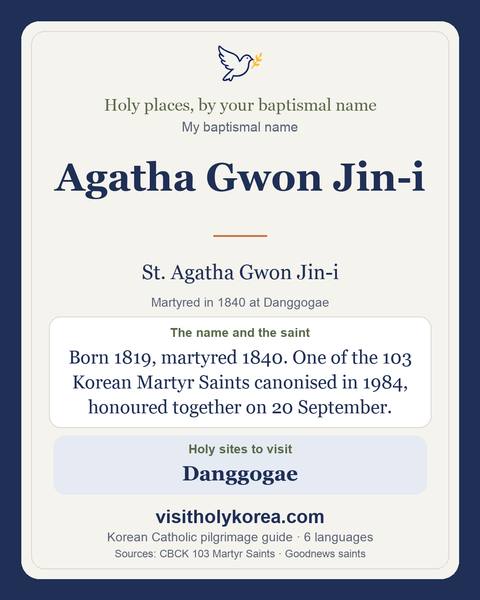 Holy places, by your baptismal name
My baptismal name
Agatha Gwon Jin-i
St. Agatha Gwon Jin-i
Martyred in 1840 at Danggogae
The name and the saint
Born 1819, martyred 1840. One of the 103
Korean Martyr Saints canonised in 1984,
honoured together on 20 September.
Holy sites to visit
Danggogae
visitholykorea.com
Korean Catholic pilgrimage guide · 6 languages
Sources: CBCK 103 Martyr Saints · Goodnews saints